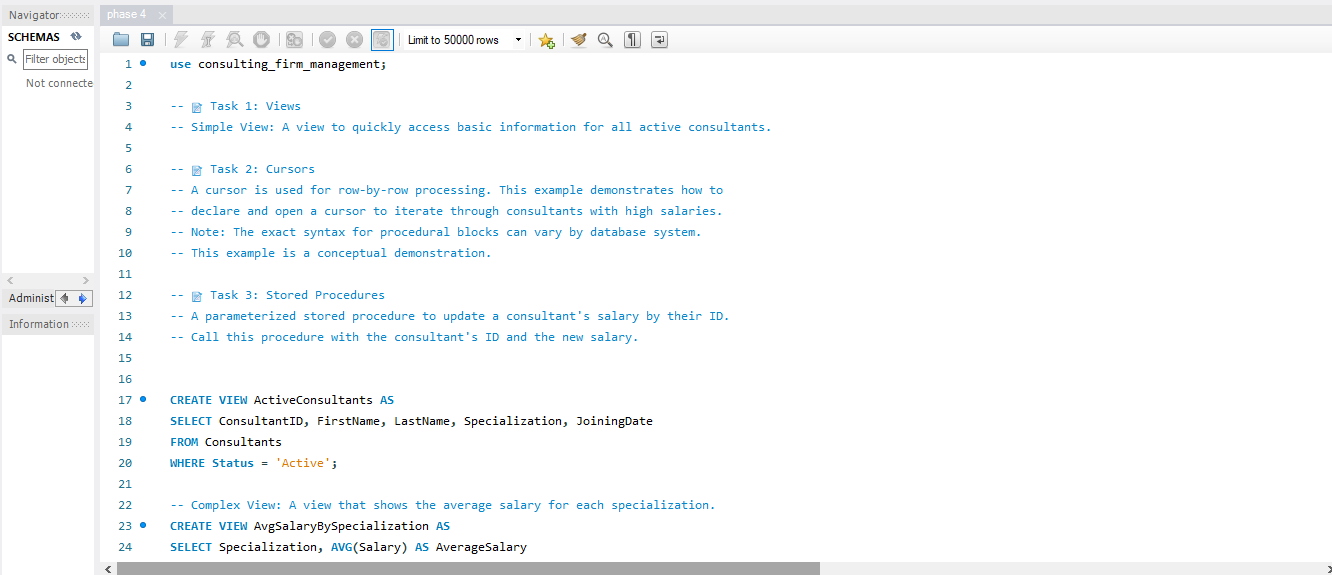 Navigator
SCHEMAS
Filter objects
Not connecte
Administ
Information
phase 4
Limit to 50000 rows
1 use consulting_firm_management;
2
3 -- 📝 Task 1: Views
4 -- Simple View: A view to quickly access basic information for all active consultants.
5
6 -- 📝 Task 2: Cursors
7 -- A cursor is used for row-by-row processing. This example demonstrates how to
8 -- declare and open a cursor to iterate through consultants with high salaries.
9 -- Note: The exact syntax for procedural blocks can vary by database system.
10 -- This example is a conceptual demonstration.
11
12 -- 📝 Task 3: Stored Procedures
13 -- A parameterized stored procedure to update a consultant's salary by their ID.
14 -- Call this procedure with the consultant's ID and the new salary.
15
16
17 CREATE VIEW ActiveConsultants AS
18 SELECT ConsultantID, FirstName, LastName, Specialization, JoiningDate
19 FROM Consultants
20 WHERE Status = 'Active';
21
22 -- Complex View: A view that shows the average salary for each specialization.
23 CREATE VIEW AvgSalaryBySpecialization AS
24 SELECT Specialization, AVG(Salary) AS AverageSalary